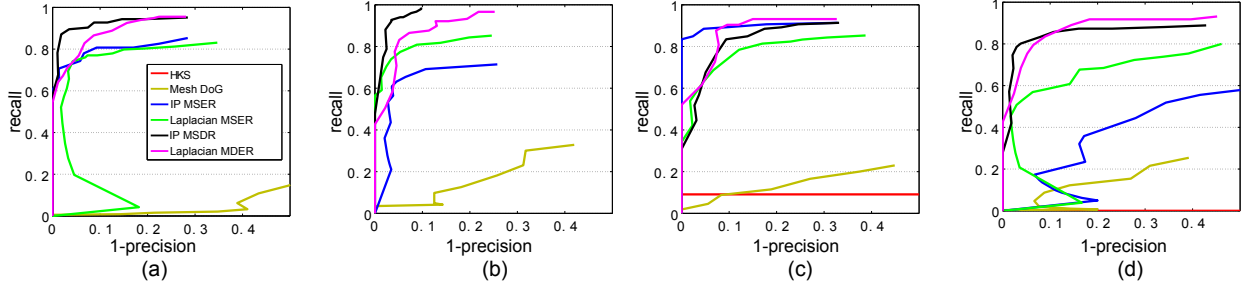 recall
1
0.8
0.6
0.4
0.2
0
0 0. 1 0. 2 0. 3 0. 4
1-precision
(a)
HKS
Mesh DoG
IP MSER
Laplacian MSER
IP MSDR
Laplacian MDER
recall
1
0.8
0.6
0.4
0.2
0
0 0. 1 0. 2 0. 3 0. 4
1-precision
(b)
recall
1
0.8
0.6
0.4
0.2
0
0 0. 1 0. 2 0. 3 0. 4
1-precision
(c)
recall
1
0.8
0.6
0.4
0.2
0
0 0. 1 0. 2 0. 3 0. 4
1-precision
(d)